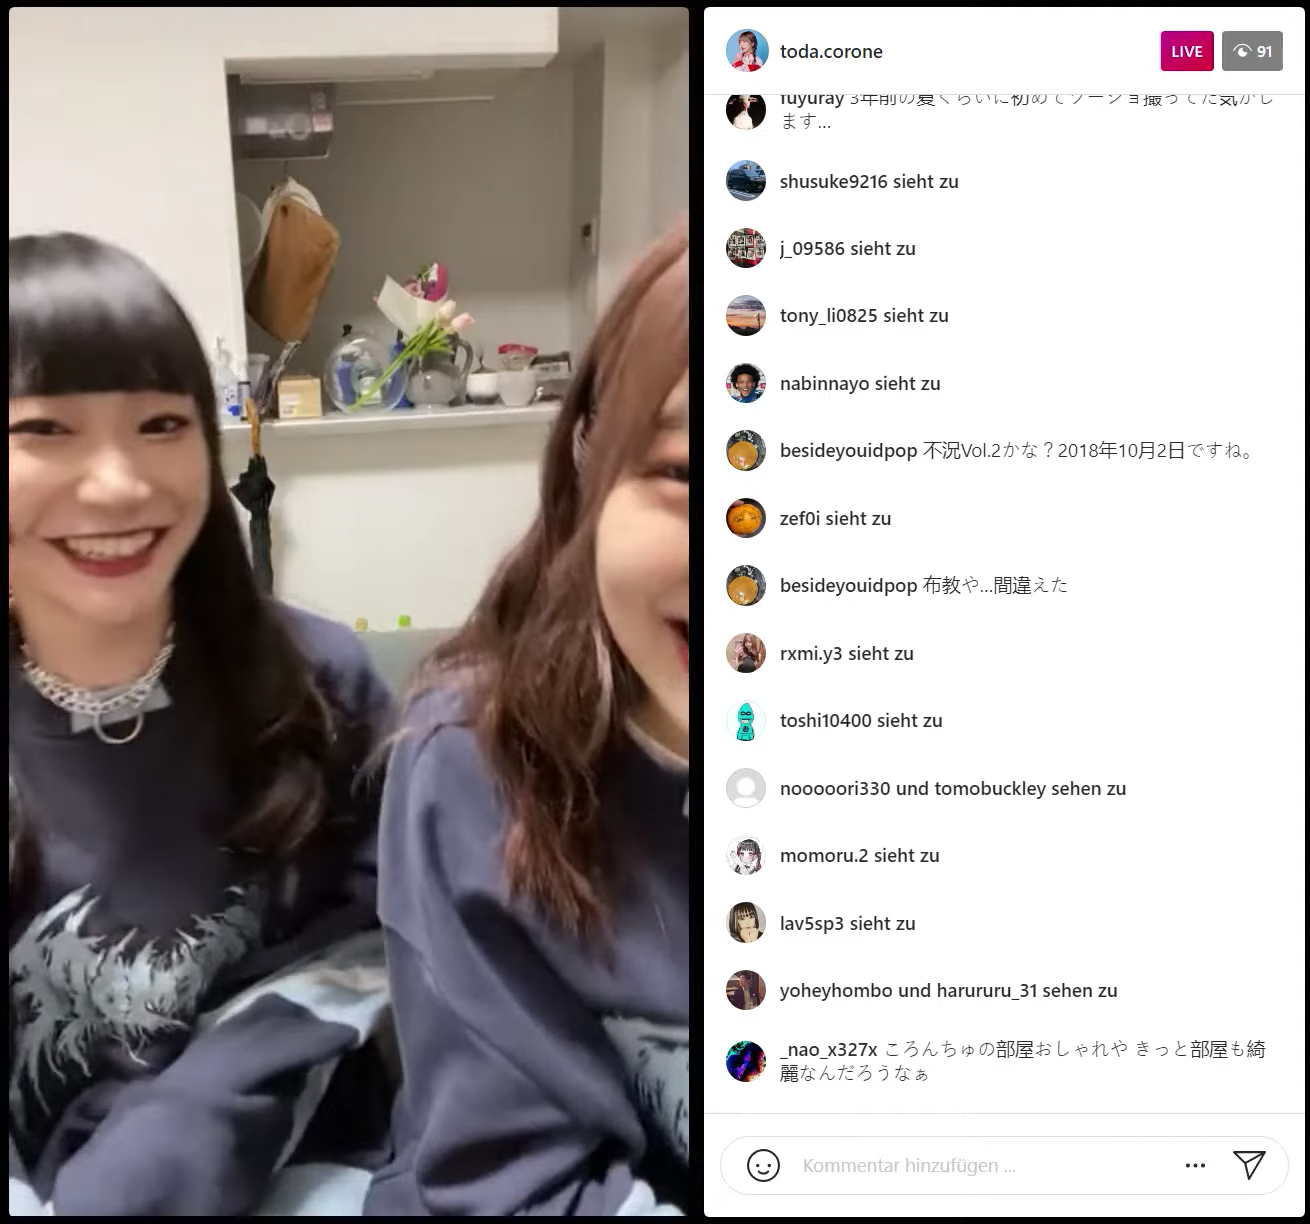 toda.corone
LIVE
91
fuyuray 3年前の夏くらいに初めてツーショ撮ってた気がし
ます...
shusuke9216 sieht zu
j_09586 sieht zu
tony_li0825 sieht zu
nabinnayo sieht zu
besideyouidpop 不況Vol.2かな？2018年10月2日ですね。
zef0i sieht zu
besideyouidpop 布教や...間違えた
rxmi.y3 sieht zu
toshi10400 sieht zu
nooooori330 und tomobuckley sehen zu
momoru.2 sieht zu
lav5sp3 sieht zu
yoheyhombo und harururu_31 sehen zu
_nao_x327x ころんちゅの部屋おしゃれや きっと部屋も綺
麗なんだろうなぁ
Kommentar hinzufügen ...